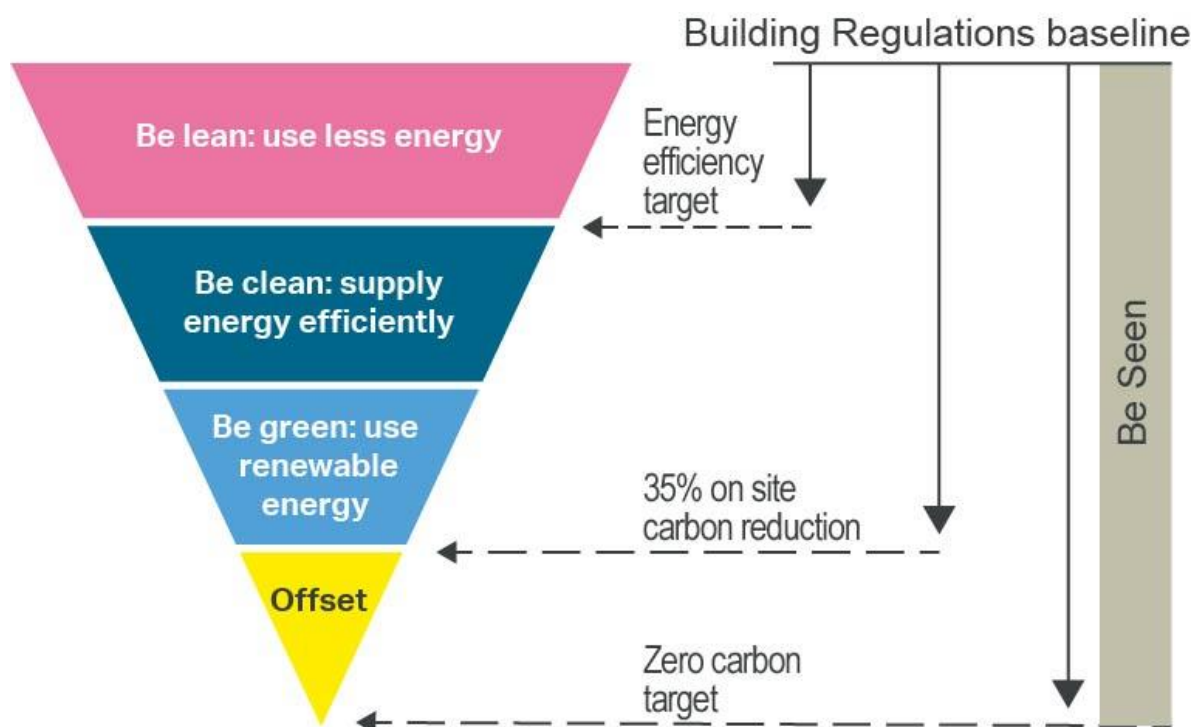 Building Regulations baseline
Be lean: use less energy
Energy
efficiency
target
Be clean: supply
energy efficiently
Be green: use
renewable
energy
35% on site
carbon reduction
Offset
Zero carbon
target
Be Seen